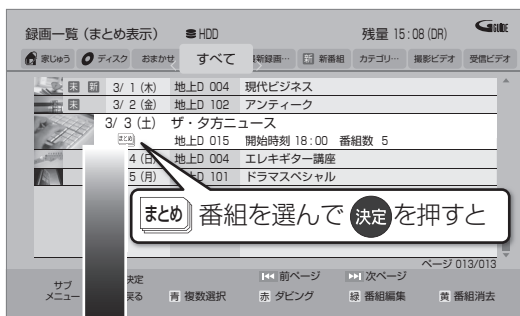 録画一覧（まとめ表示） HDD 残量 15:08 (DR) GGUIDE
家じゅう ディスク おまかせ すべて 最新録画… 新 新番組 カテゴリ… 撮影ビデオ 受信ビデオ
未 新 3/ 1 (木) 地上D 004 現代ビジネス
未 3/ 2 (金) 地上D 102 アンティーク
3/ 3 (土) ザ・夕方ニュース
まとめ 地上D 015 開始時刻 18:00 番組数 5
4 (日) 地上D 004 エレキギター講座
5 (月) 地上D 101 ドラマスペシャル
まとめ 番組を選んで 決定 を押すと
ページ 013/013
サブメニュー 決定 前ページ 次ページ
戻る 青 複数選択 赤 ダビング 緑 番組編集 黄 番組消去